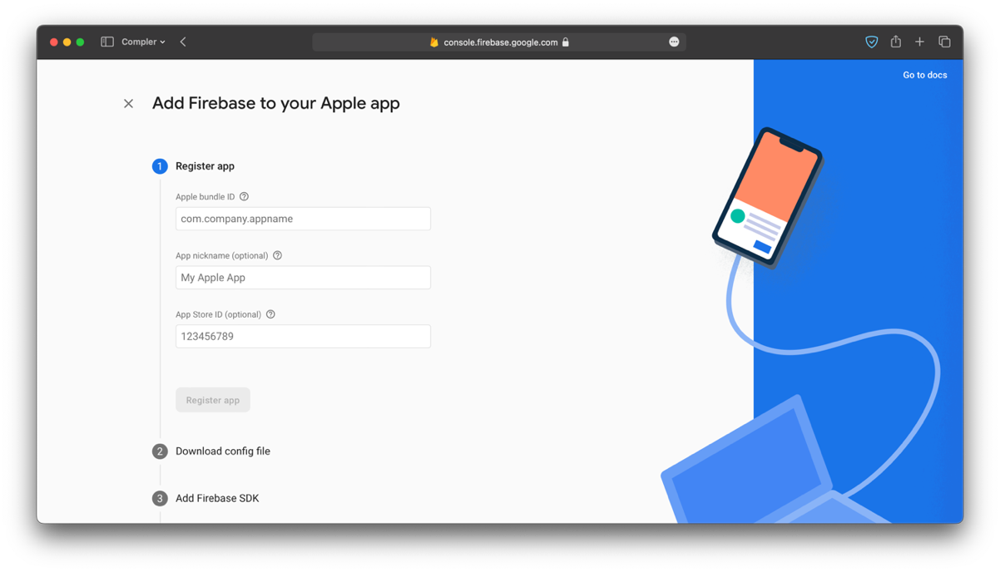 Compler
console.firebase.google.com
Go to docs
Add Firebase to your Apple app
1 Register app
Apple bundle ID
com.company.appname
App nickname (optional)
My Apple App
App Store ID (optional)
123456789
Register app
2 Download config file
3 Add Firebase SDK